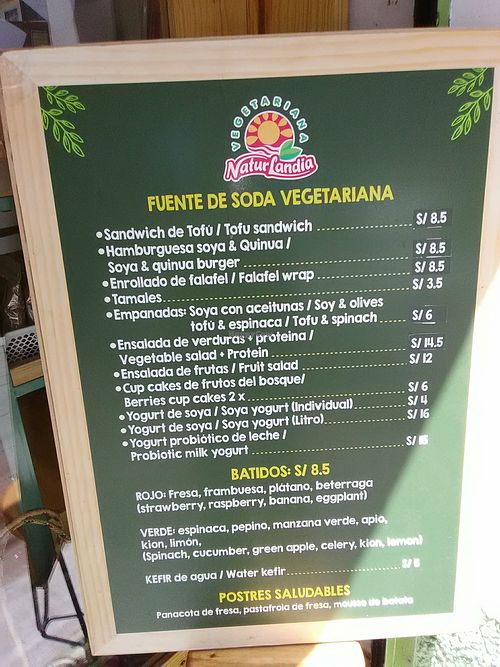 VEGETARIANA
NaturLandia
FUENTE DE SODA VEGETARIANA
• Sandwich de Tofu / Tofu sandwich S/ 8.5
• Hamburguesa soya & Quinua /
Soya & quinua burger S/ 8.5
• Enrollado de falafel / Falafel wrap S/ 8.5
• Tamales S/ 3.5
• Empanadas: Soya con aceitunas / Soy & olives
tofú & espinaca / Tofu & spinach S/ 6
• Ensalada de verduras + proteina /
Vegetable salad + Protein S/ 14.5
• Ensalada de frutas / Fruit salad S/ 12
• Cup cakes de frutos del bosque/
Berries cup cakes 2 x S/ 6
• Yogurt de soya / Soya yogurt (Individual) S/ 4
• Yogurt de soya / Soya yogurt (Litro) S/ 16
• Yogurt probiótico de leche /
Probiotic milk yogurt S/ 15
BATIDOS: S/ 8.5
ROJO: Fresa, frambuesa, plátano, beterraga
(strawberry, raspberry, banana, eggplant)
VERDE: espinaca, pepino, manzana verde, apio,
kion, limón,
(Spinach, cucumber, green apple, celery, kion, lemon)
KEFIR de agua / Water kefir S/ 5
POSTRES SALUDABLES
Panacota de fresa, pastafrola de fresa, mousse de batata